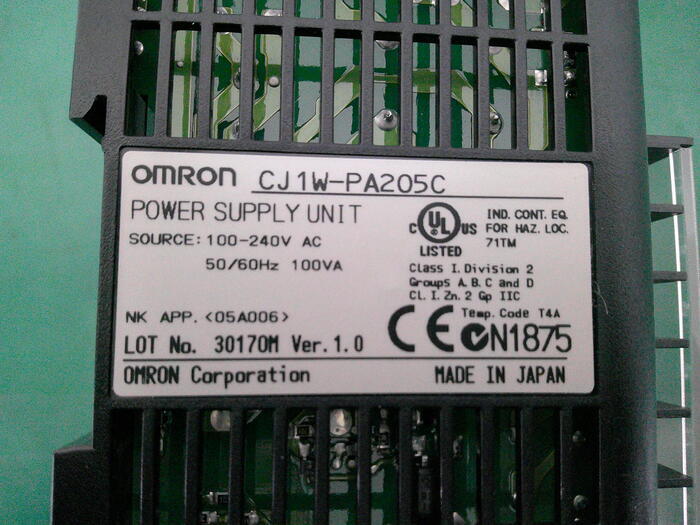 OMRON CJ1W-PA205C
POWER SUPPLY UNIT
SOURCE: 100-240V AC
50/60Hz 100VA
C UL US
LISTED
IND. CONT. EQ.
FOR HAZ. LOC.
71TM
Class I, Division 2
Groups A, B, C and D
CL. I, Zn. 2 Gp IIC
Temp. Code T4A
NK APP. <05A006>
CE N1875
LOT No. 30170M Ver.1.0
OMRON Corporation MADE IN JAPAN